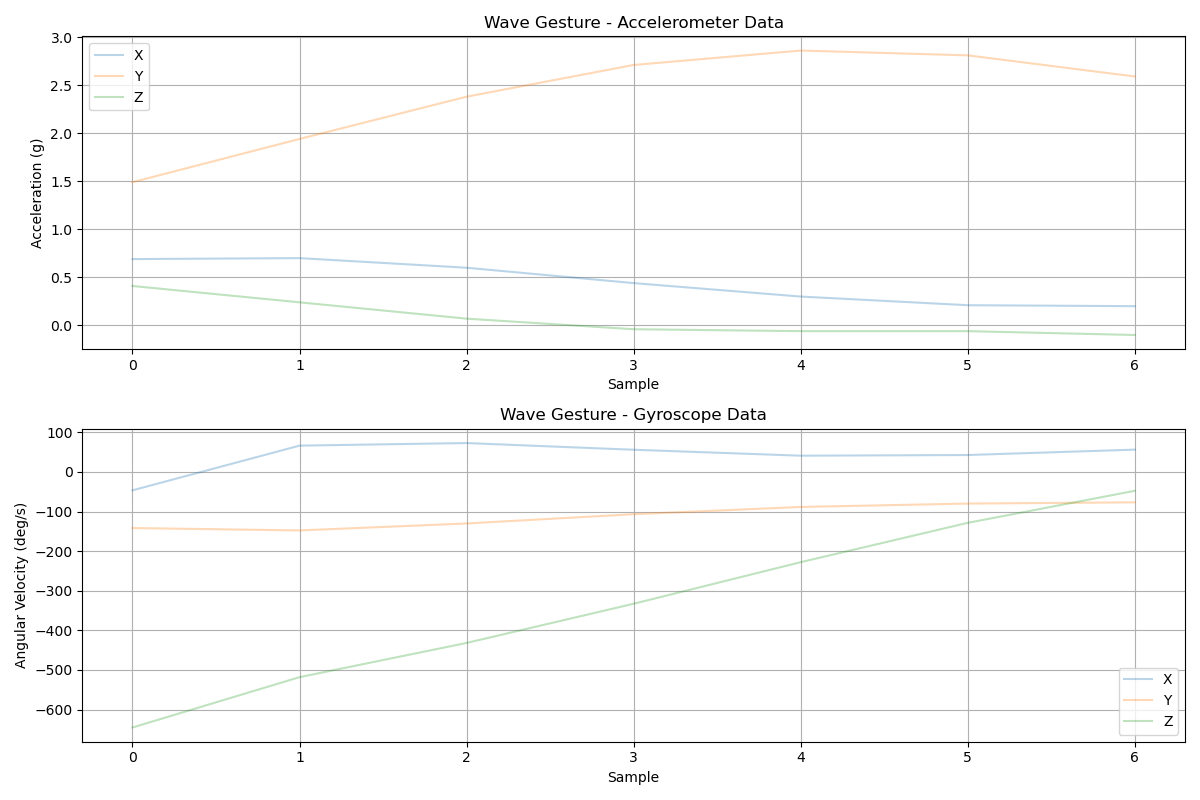 Wave Gesture - Accelerometer Data
Acceleration (g)
3.0
2.5
2.0
1.5
1.0
0.5
0.0
X
Y
Z
0 1 2 3 4 5 6
Sample
Wave Gesture - Gyroscope Data
Angular Velocity (deg/s)
100
0
−100
−200
−300
−400
−500
−600
X
Y
Z
0 1 2 3 4 5 6
Sample